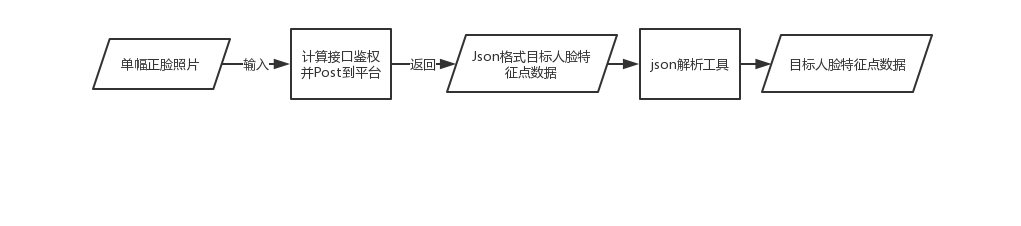 单幅正脸照片
输入
计算接口鉴权
并Post到平台
返回
Json格式目标人脸特
征点数据
json解析工具
目标人脸特征点数据